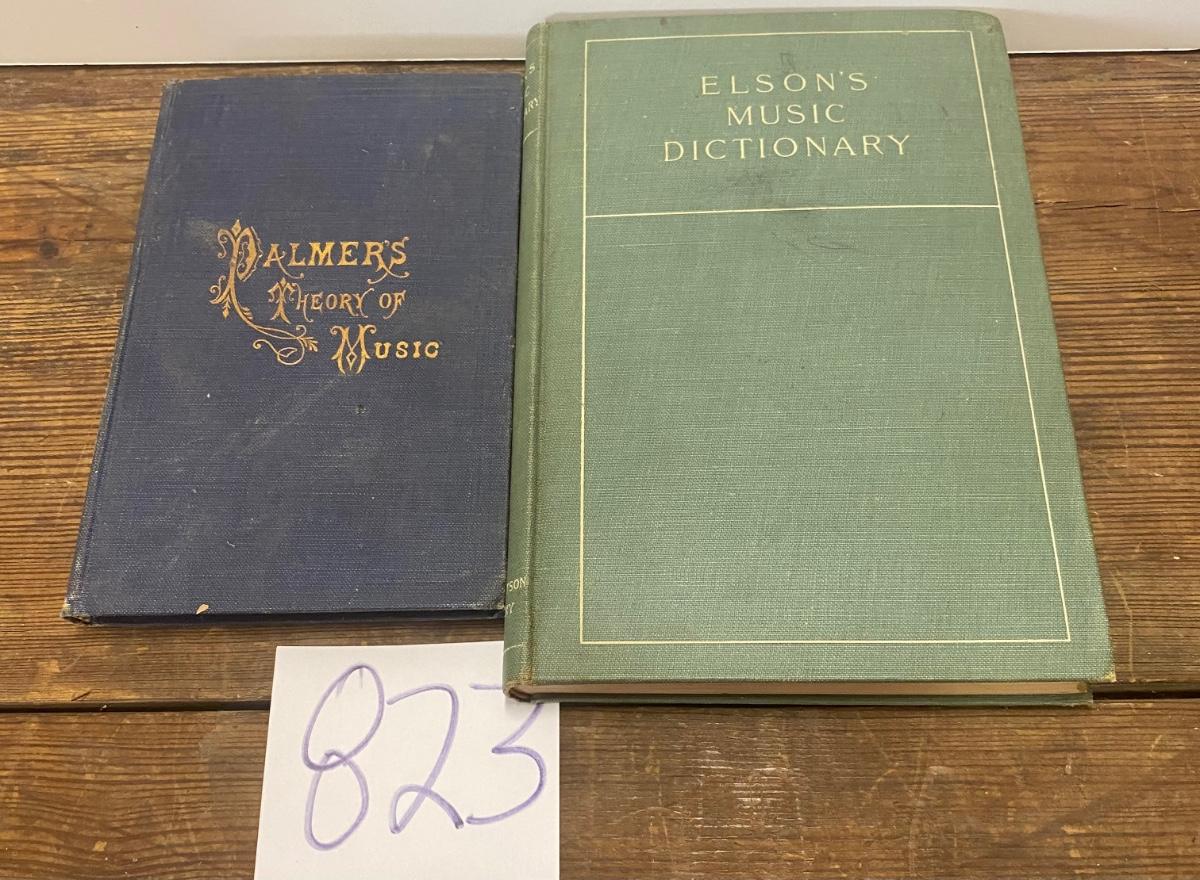 PALMER'S
THEORY OF
MUSIC
ELSON'S
MUSIC
DICTIONARY
823